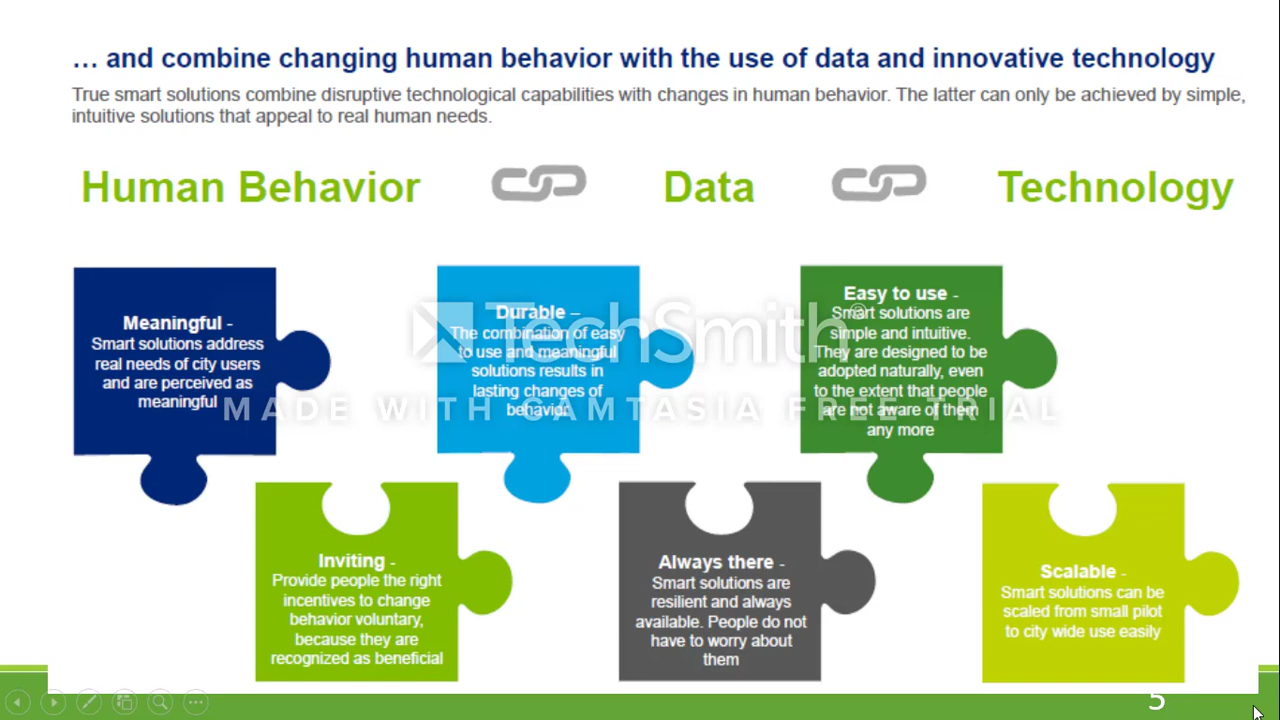 … and combine changing human behavior with the use of data and innovative technology
True smart solutions combine disruptive technological capabilities with changes in human behavior. The latter can only be achieved by simple,
intuitive solutions that appeal to real human needs.
Human Behavior
Data
Technology
Meaningful -
Smart solutions address
real needs of city users
and are perceived as
meaningful
Durable –
The combination of easy
to use and meaningful
solutions results in
lasting changes of
behavior
Easy to use -
Smart solutions are
simple and intuitive.
They are designed to be
adopted naturally, even
to the extent that people
are not aware of them
any more
TechSmith®
MADE WITH CAMTASIA FREE TRIAL
Inviting -
Provide people the right
incentives to change
behavior voluntary,
because they are
recognized as beneficial
Always there -
Smart solutions are
resilient and always
available. People do not
have to worry about
them
Scalable -
Smart solutions can be
scaled from small pilot
to city wide use easily
5